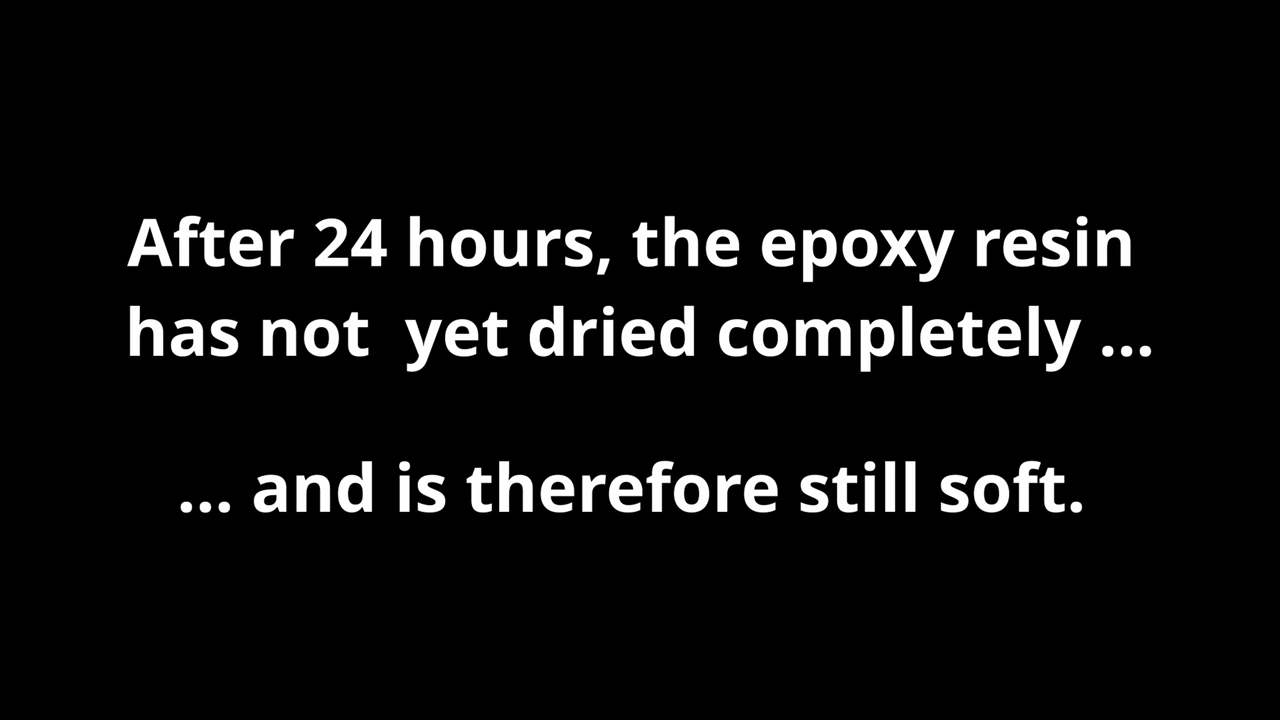 After 24 hours, the epoxy resin
has not  yet dried completely ...
... and is therefore still soft.